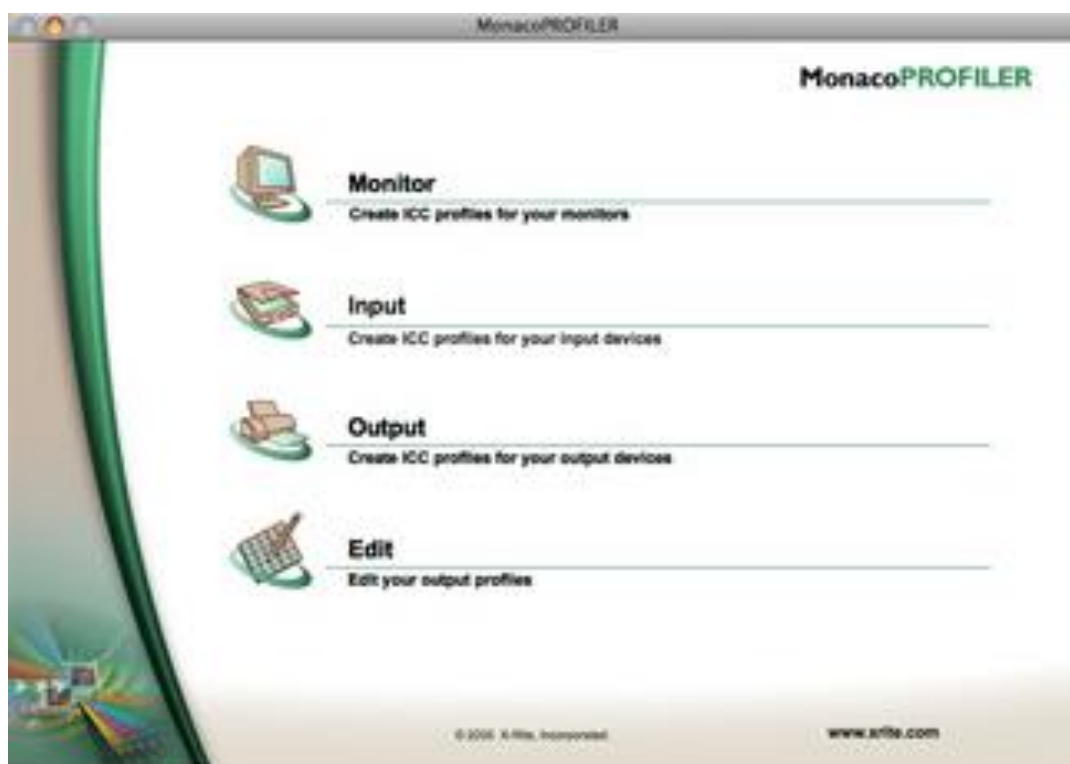 MonacoPROFILER
MonacoPROFILER
Monitor
Create ICC profiles for your monitors
Input
Create ICC profiles for your input devices
Output
Create ICC profiles for your output devices
Edit
Edit your output profiles
© X-Rite, Incorporated
www.xrite.com